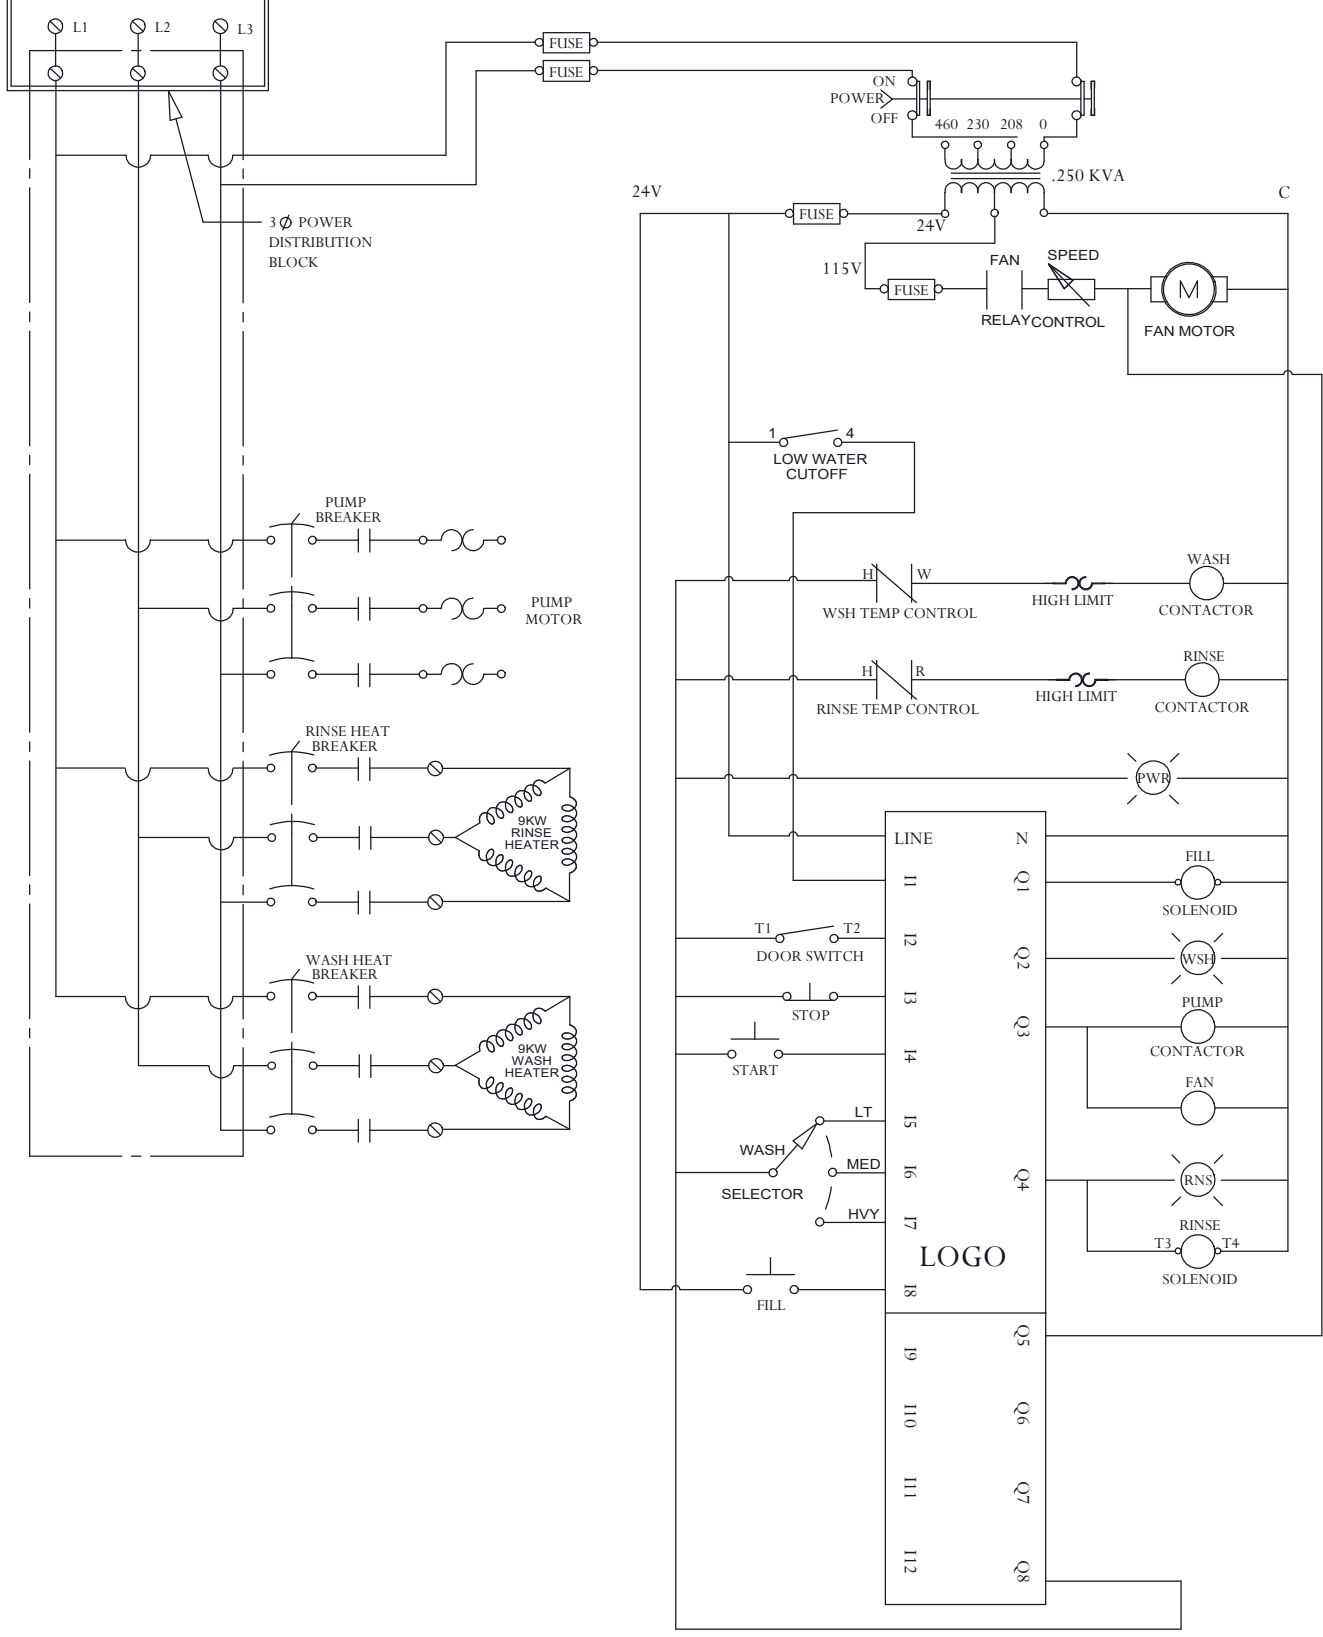 L1
L2
L3
FUSE
FUSE
ON
POWER
OFF
460 230 208 0
.250 KVA
24V
C
3 Ø POWER
DISTRIBUTION
BLOCK
FUSE
24V
115V
FUSE
FAN
RELAY
SPEED
CONTROL
M
FAN MOTOR
1
4
LOW WATER
CUTOFF
PUMP
BREAKER
PUMP
MOTOR
H
W
WSH TEMP CONTROL
HIGH LIMIT
WASH
CONTACTOR
H
R
RINSE TEMP CONTROL
HIGH LIMIT
RINSE
CONTACTOR
RINSE HEAT
BREAKER
9KW
RINSE
HEATER
PWR
LINE
N
I1
Q1
FILL
SOLENOID
T1
T2
DOOR SWITCH
I2
Q2
WSH
WASH HEAT
BREAKER
9KW
WASH
HEATER
STOP
I3
Q3
PUMP
CONTACTOR
START
I4
FAN
LT
I5
WASH
SELECTOR
MED
I6
Q4
RNS
HVY
I7
RINSE
T3
T4
SOLENOID
LOGO
FILL
I8
Q5
I9
I10
Q6
I11
Q7
I12
Q8